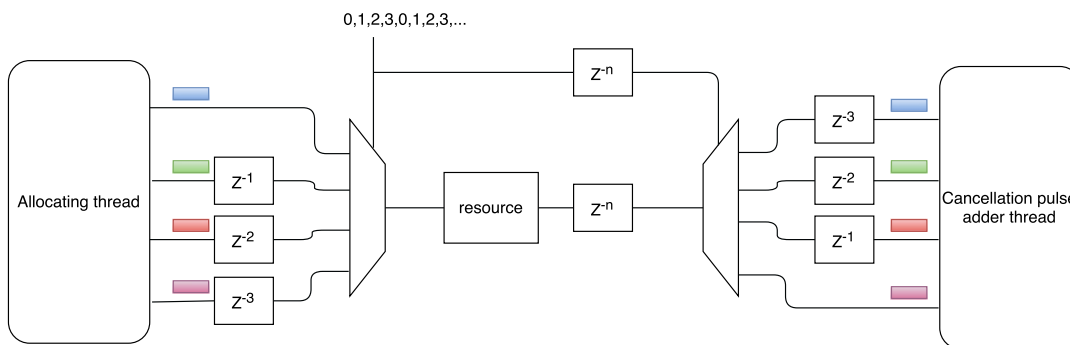 0,1,2,3,0,1,2,3,...
Allocating thread
Z-1
Z-2
Z-3
resource
Z-n
Z-n
Z-3
Z-2
Z-1
Cancellation pulse
adder thread